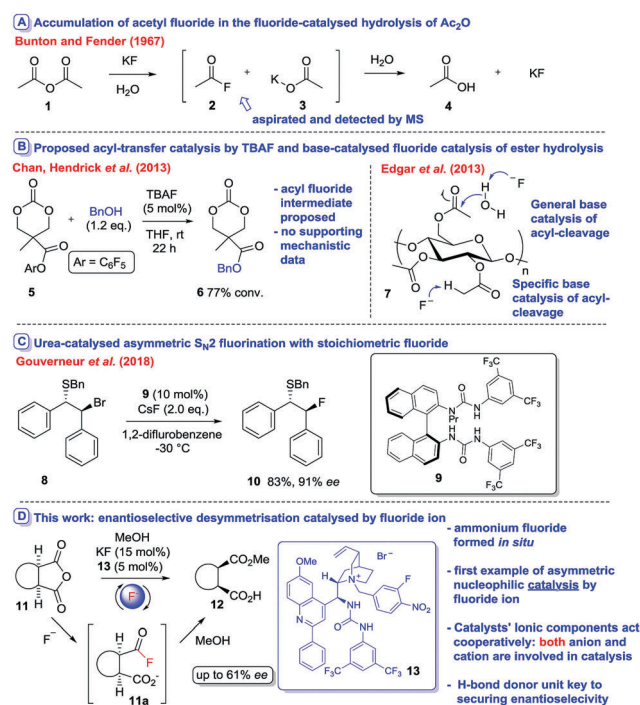 A Accumulation of acetyl fluoride in the fluoride-catalysed hydrolysis of Ac2O
Bunton and Fender (1967)
O O
O
1
KF
H2O
O
F
2
+
K O
O
3
H2O
O
OH
4
+ KF
aspirated and detected by MS
B Proposed acyl-transfer catalysis by TBAF and base-catalysed fluoride catalysis of ester hydrolysis
Chan, Hendrick et al. (2013)
O
O O
ArO O
5
+
BnOH
(1.2 eq.)
Ar = C6F5
TBAF
(5 mol%)
THF, rt
22 h
O
O O
BnO O
6 77% conv.
- acyl fluoride
intermediate
proposed
- no supporting
mechanistic
data
Edgar et al. (2013)
O
H −F
H O
H
O
O O
O O
n
O O
H O
F−
7
General base
catalysis of
acyl-cleavage
Specific base
catalysis of acyl-
cleavage
C Urea-catalysed asymmetric SN2 fluorination with stoichiometric fluoride
Gouverneur et al. (2018)
SBn
Br
8
9 (10 mol%)
CsF (2.0 eq.)
1,2-diflurobenzene
-30 °C
SBn
F
10 83%, 91% ee
F3C
CF3
N N
Pr H
O
H
N N
H
O
CF3
F3C
9
D This work: enantioselective desymmetrisation catalysed by fluoride ion
H O
O
H O
11
MeOH
KF (15 mol%)
13 (5 mol%)
F−
CO2Me
CO2H
12
F−
H O
F
CO2−
H
11a
MeOH
up to 61% ee
OMe
Br−
N+
H
F
NO2
NH
N
O NH
F3C CF3
13
- ammonium fluoride
formed in situ
- first example of asymmetric
nucleophilic catalysis by
fluoride ion
- Catalysts' Ionic components act
cooperatively: both anion and
cation are involved in catalysis
- H-bond donor unit key to
securing enantioselecivity